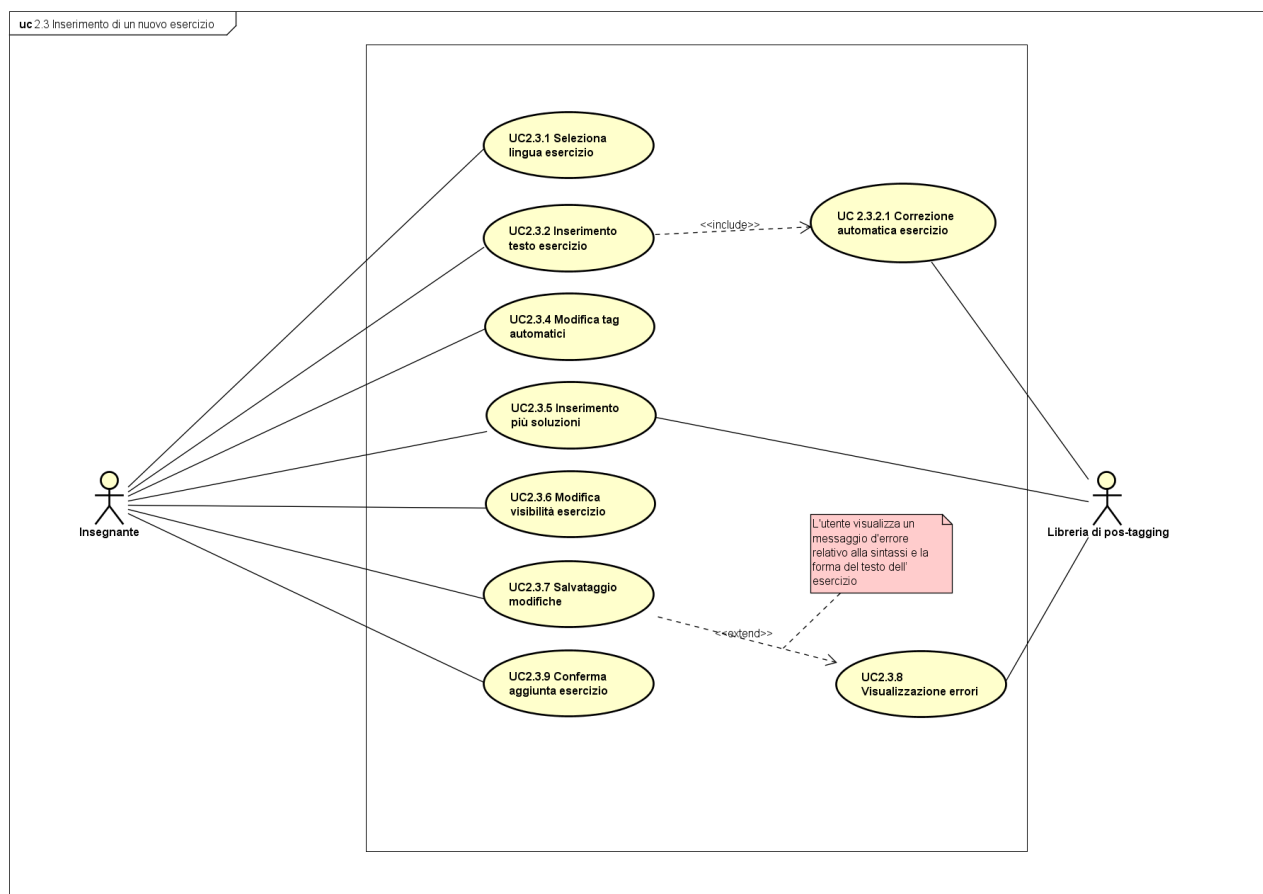 uc 2.3 Inserimento di un nuovo esercizio
UC2.3.1 Seleziona
lingua esercizio
UC2.3.2 Inserimento
testo esercizio
<<include>>
UC 2.3.2.1 Correzione
automatica esercizio
UC2.3.4 Modifica tag
automatici
UC2.3.5 Inserimento
più soluzioni
UC2.3.6 Modifica
visibilità esercizio
Insegnante
Libreria di pos-tagging
L'utente visualizza un
messaggio d'errore
relativo alla sintassi e la
forma del testo dell'
esercizio
UC2.3.7 Salvataggio
modifiche
<<extend>>
UC2.3.8
Visualizzazione errori
UC2.3.9 Conferma
aggiunta esercizio